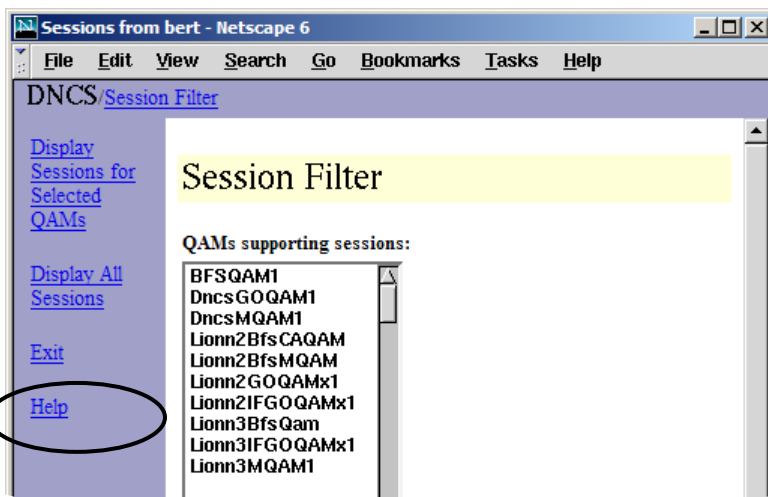 Sessions from bert - Netscape 6
File Edit View Search Go Bookmarks Tasks Help
DNCS/Session Filter
Display
Sessions for
Selected
QAMs
Display All
Sessions
Exit
Help
Session Filter
QAMs supporting sessions:
BFSQAM1
DncsGOQAM1
DncsMQAM1
Lionn2BfsCAQAM
Lionn2BfsMQAM
Lionn2GOQAMx1
Lionn2IFGOQAMx1
Lionn3BfsQam
Lionn3IFGOQAMx1
Lionn3MQAM1